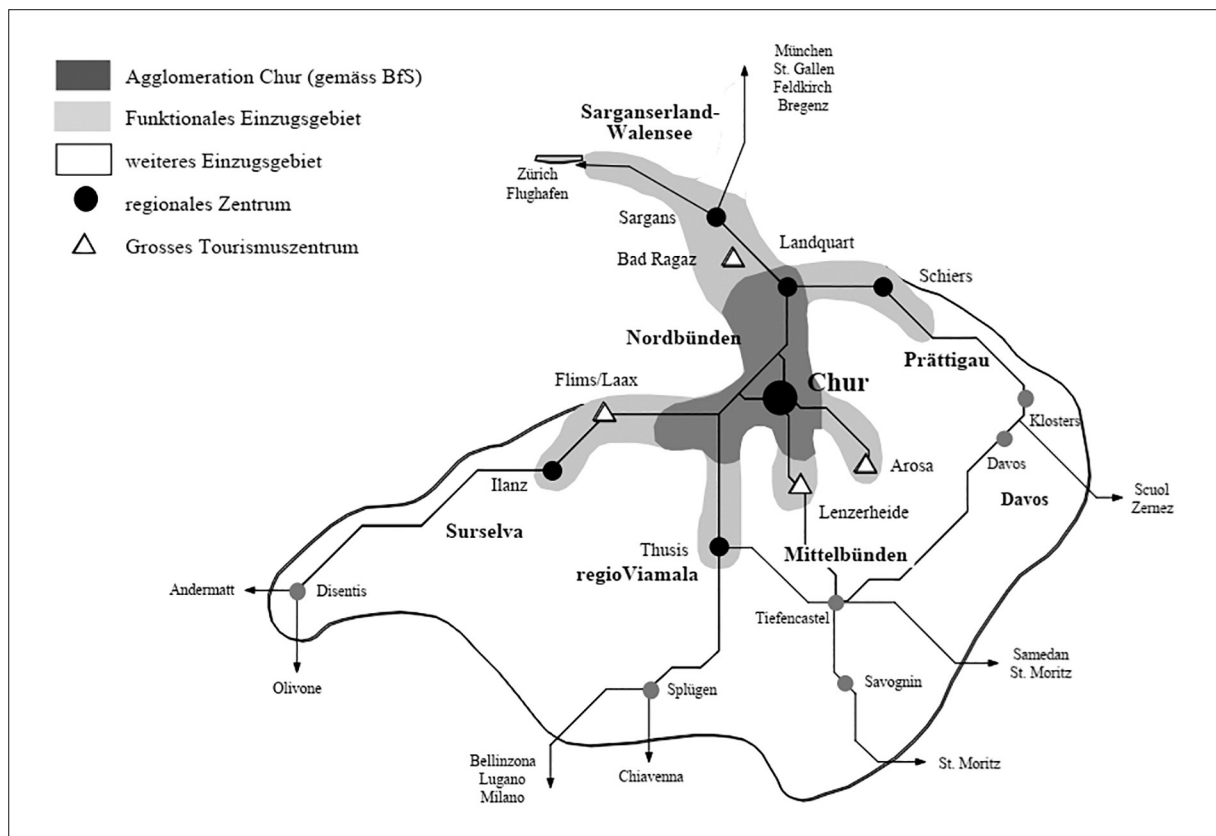 Agglomeration Chur (gemäss BfS)
Funktionales Einzugsgebiet
weiteres Einzugsgebiet
regionales Zentrum
Grosses Tourismuszentrum
München
St. Gallen
Feldkirch
Bregenz
Sarganserland-
Walensee
Zürich
Flughafen
Sargans
Bad Ragaz
Landquart
Schiers
Nordbünden
Prättigau
Flims/Laax
Chur
Klosters
Davos
Arosa
Ilanz
Lenzerheide
Davos
Scuol
Zernez
Surselva
Thusis
regioViamala
Mittelbünden
Andermatt
Disentis
Tiefencastel
Olivone
Splügen
Savognin
Samedan
St. Moritz
Bellinzona
Lugano
Milano
Chiavenna
St. Moritz